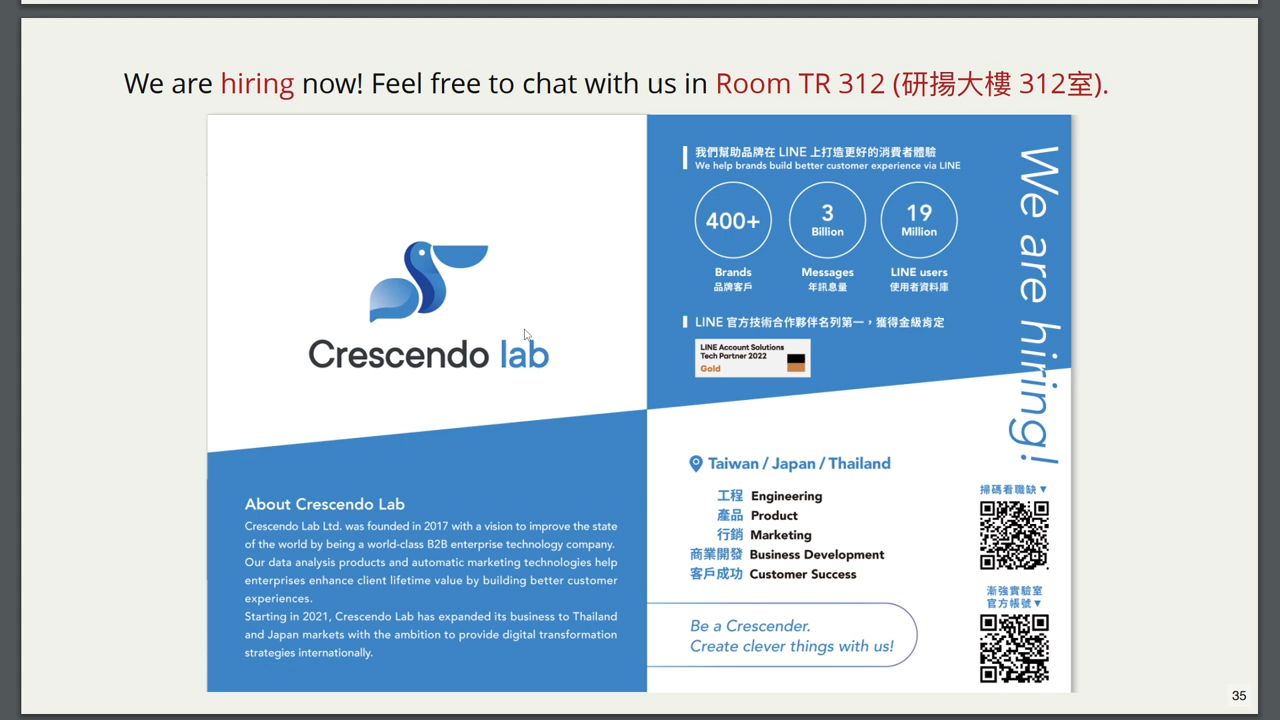 We are hiring now! Feel free to chat with us in Room TR 312 (研揚大樓 312室).
Crescendo lab
About Crescendo Lab
Crescendo Lab Ltd. was founded in 2017 with a vision to improve the state
of the world by being a world-class B2B enterprise technology company.
Our data analysis products and automatic marketing technologies help
enterprises enhance client lifetime value by building better customer
experiences.
Starting in 2021, Crescendo Lab has expanded its business to Thailand
and Japan markets with the ambition to provide digital transformation
strategies internationally.
我們幫助品牌在 LINE 上打造更好的消費者體驗
We help brands build better customer experience via LINE
400+
Brands
品牌客戶
3
Billion
Messages
年訊息量
19
Million
LINE users
使用者資料庫
LINE 官方技術合作夥伴名列第一，獲得金級肯定
LINE Account Solutions
Tech Partner 2022
Gold
We are hiring!
Taiwan / Japan / Thailand
工程 Engineering
產品 Product
行銷 Marketing
商業開發 Business Development
客戶成功 Customer Success
Be a Crescender.
Create clever things with us!
掃碼看職缺▼
漸強實驗室
官方帳號▼
35